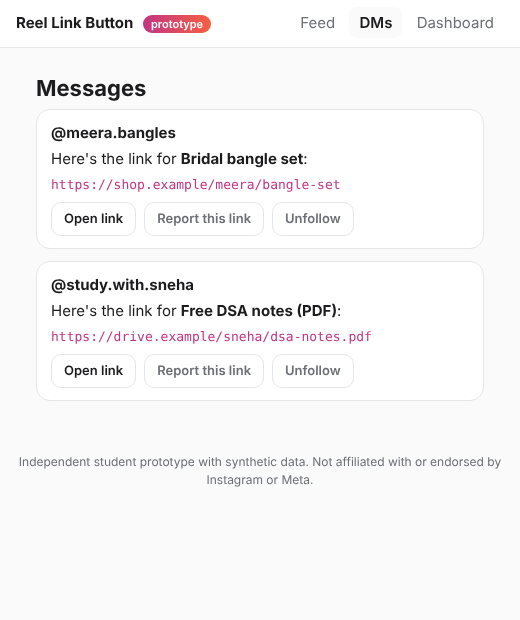 Reel Link Button prototype Feed DMs Dashboard
Messages
@meera.bangles
Here's the link for Bridal bangle set:
https://shop.example/meera/bangle-set
Open link Report this link Unfollow
@study.with.sneha
Here's the link for Free DSA notes (PDF):
https://drive.example/sneha/dsa-notes.pdf
Open link Report this link Unfollow
Independent student prototype with synthetic data. Not affiliated with or endorsed by
Instagram or Meta.